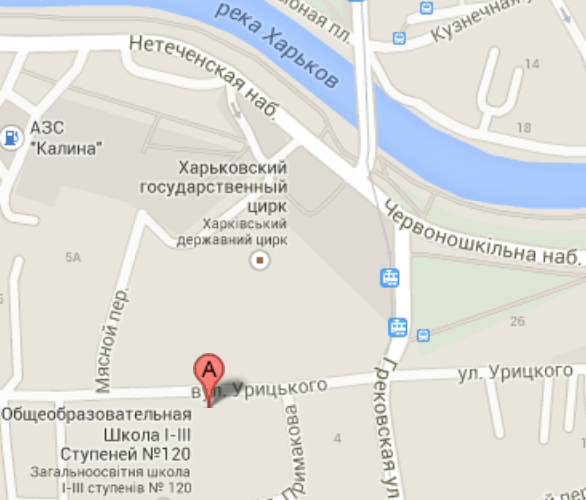 река Харьков
Кузнечная
Нетеченская наб.
14
18
АЗС
"Калина"
Харьковский
государственный
цирк
Харківський
державний цирк
Червоношкільна наб.
5А
Мясной пер.
26
A
вул. Урицького
ул. Урицкого
Грековская ул
Общеобразовательная
Школа І-ІІІ
Ступеней №120
Загальноосвітня школа
І-ІІІ ступенів № 120
Примакова
4